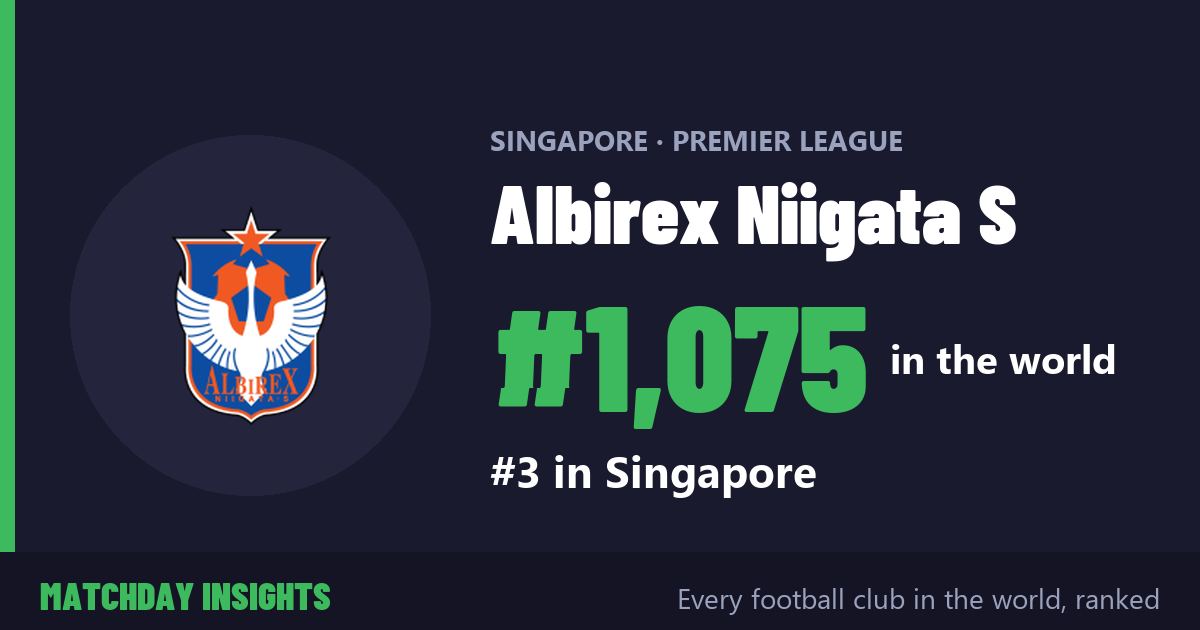 SINGAPORE · PREMIER LEAGUE
Albirex Niigata S
#1,075 in the world
#3 in Singapore
ALBIREX
NIIGATA·S
MATCHDAY INSIGHTS
Every football club in the world, ranked